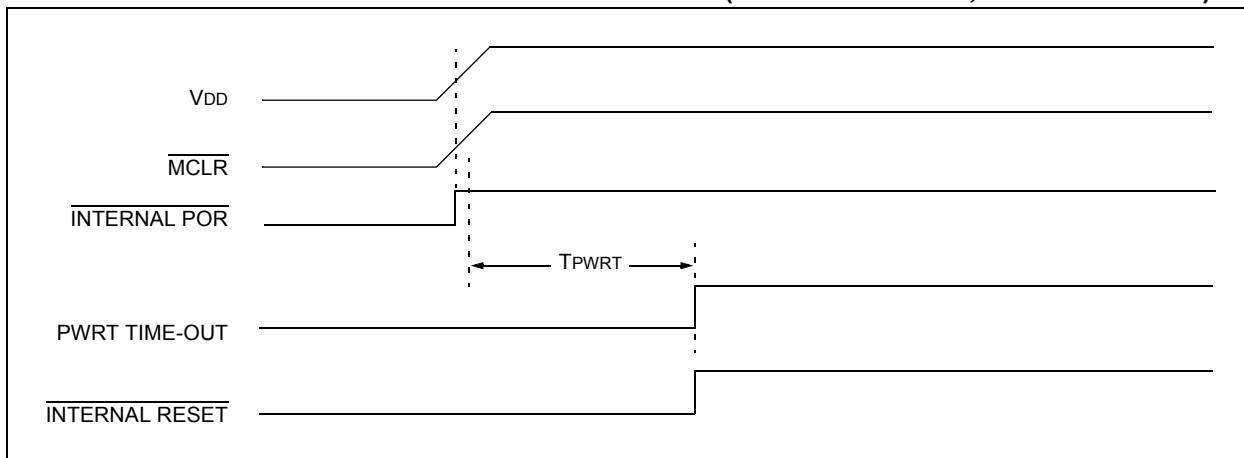 VDD
MCLR
INTERNAL POR
TPWRT
PWRT TIME-OUT
INTERNAL RESET